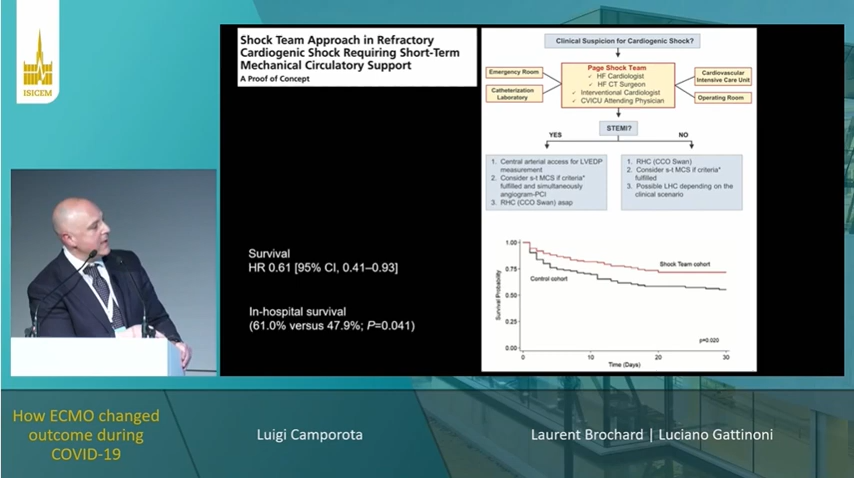 ISICEM
Shock Team Approach in Refractory
Cardiogenic Shock Requiring Short-Term
Mechanical Circulatory Support
A Proof of Concept
Survival
HR 0.61 [95% CI, 0.41–0.93]
In-hospital survival
(61.0% versus 47.9%; P=0.041)
Clinical Suspicion for Cardiogenic Shock?
Emergency Room
Catheterization
Laboratory
Page Shock Team
✓ HF Cardiologist
✓ HF CT Surgeon
✓ Interventional Cardiologist
✓ CVICU Attending Physician
Cardiovascular
Intensive Care Unit
Operating Room
STEMI?
YES
NO
1. Central arterial access for LVEDP
measurement
2. Consider s-t MCS if criteria*
fulfilled and simultaneously
angiogram-PCI
3. RHC (CCO Swan) asap
1. RHC (CCO Swan)
2. Consider s-t MCS if criteria*
fulfilled
3. Possible LHC depending on the
clinical scenario
Survival Probability
1.00
0.75
0.50
0.25
0.00
Shock Team cohort
Control cohort
p=0.020
0
10
20
30
Time (Days)
How ECMO changed
outcome during
COVID-19
Luigi Camporota
Laurent Brochard | Luciano Gattinoni